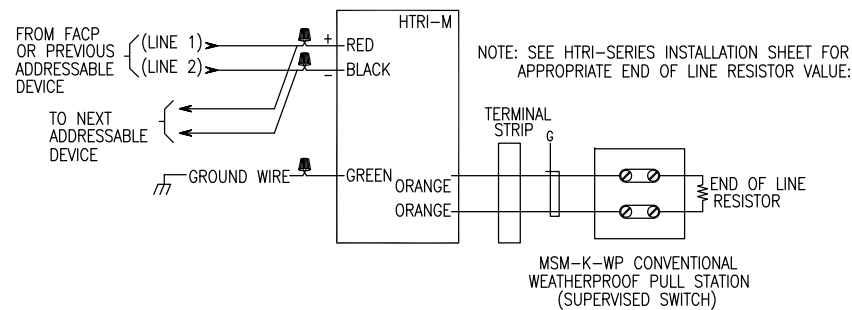 HTRI-M
FROM FACP
OR PREVIOUS
ADDRESSABLE
DEVICE
(LINE 1)
(LINE 2)
+
RED
-
BLACK
NOTE: SEE HTRI-SERIES INSTALLATION SHEET FOR
APPROPRIATE END OF LINE RESISTOR VALUE:
TO NEXT
ADDRESSABLE
DEVICE
TERMINAL
STRIP
G
GROUND WIRE
GREEN
ORANGE
ORANGE
END OF LINE
RESISTOR
MSM-K-WP CONVENTIONAL
WEATHERPROOF PULL STATION
(SUPERVISED SWITCH)